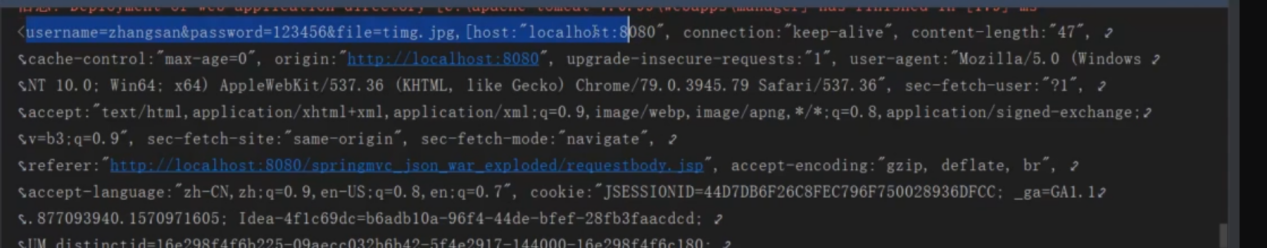 <username=zhangsan&password=123456&file=timg.jpg,[host:"localhost:8080", connection:"keep-alive", content-length:"47",
cache-control:"max-age=0", origin:"http://localhost:8080", upgrade-insecure-requests:"1", user-agent:"Mozilla/5.0 (Windows
NT 10.0; Win64; x64) AppleWebKit/537.36 (KHTML, like Gecko) Chrome/79.0.3945.79 Safari/537.36", sec-fetch-user:"?1",
accept:"text/html,application/xhtml+xml,application/xml;q=0.9,image/webp,image/apng,*/*;q=0.8,application/signed-exchange;
v=b3;q=0.9", sec-fetch-site:"same-origin", sec-fetch-mode:"navigate",
referer:"http://localhost:8080/springmvc_json_war_exploded/requestbody.jsp", accept-encoding:"gzip, deflate, br",
accept-language:"zh-CN,zh;q=0.9,en-US;q=0.8,en;q=0.7", cookie:"JSESSIONID=44D7DB6F26C8FEC796F750028936DFCC; _ga=GA1.1
.877093940.1570971605; Idea-4f1c69dc=b6adb10a-96f4-44de-bfef-28fb3faacdcd;